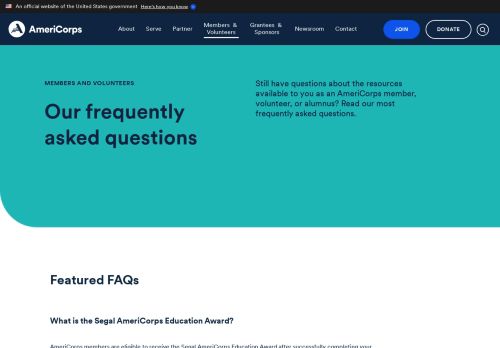 An official website of the United States government Here's how you know
AmeriCorps
About Serve Partner Members & Volunteers Grantees & Sponsors Newsroom Contact JOIN DONATE
MEMBERS AND VOLUNTEERS
Our frequently
asked questions
Still have questions about the resources
available to you as an AmeriCorps member,
volunteer, or alumnus? Read our most
frequently asked questions.
Featured FAQs
What is the Segal AmeriCorps Education Award?
AmeriCorps members are eligible to receive the Segal AmeriCorps Education Award after successfully completing your